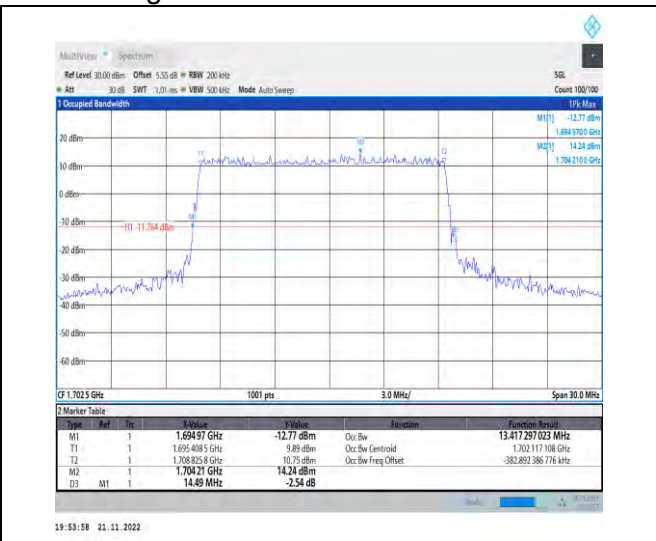 MultiView Spectrum
Ref Level 30.00 dBm Offset 5.55 dB RBW 200 kHz SGL
Att 30 dB SWT 1.01 ms VBW 500 kHz Mode Auto Sweep Count 100/100
1 Occupied Bandwidth 1Pk Max
M1[1] -12.77 dBm
1.694 9700 GHz
M2[1] 14.24 dBm
1.704 2100 GHz
20 dBm
T1 M2 T2
10 dBm
0 dBm
-10 dBm
M1
H1 -11.764 dBm
-20 dBm
-30 dBm
-40 dBm
-50 dBm
-60 dBm
CF 1.702 5 GHz 1001 pts 3.0 MHz/ Span 30.0 MHz
2 Marker Table
Type Ref Trc X-Value Y-Value Function Function Result
M1 1 1.694 97 GHz -12.77 dBm Occ Bw 13.417 297 023 MHz
T1 1 1.695 408 5 GHz 9.89 dBm Occ Bw Centroid 1.702 117 108 GHz
T2 1 1.708 825 8 GHz 10.75 dBm Occ Bw Freq Offset -382.892 386 776 kHz
M2 1 1.704 21 GHz 14.24 dBm
D3 M1 1 14.49 MHz -2.54 dB
19:53:58 21.11.2022